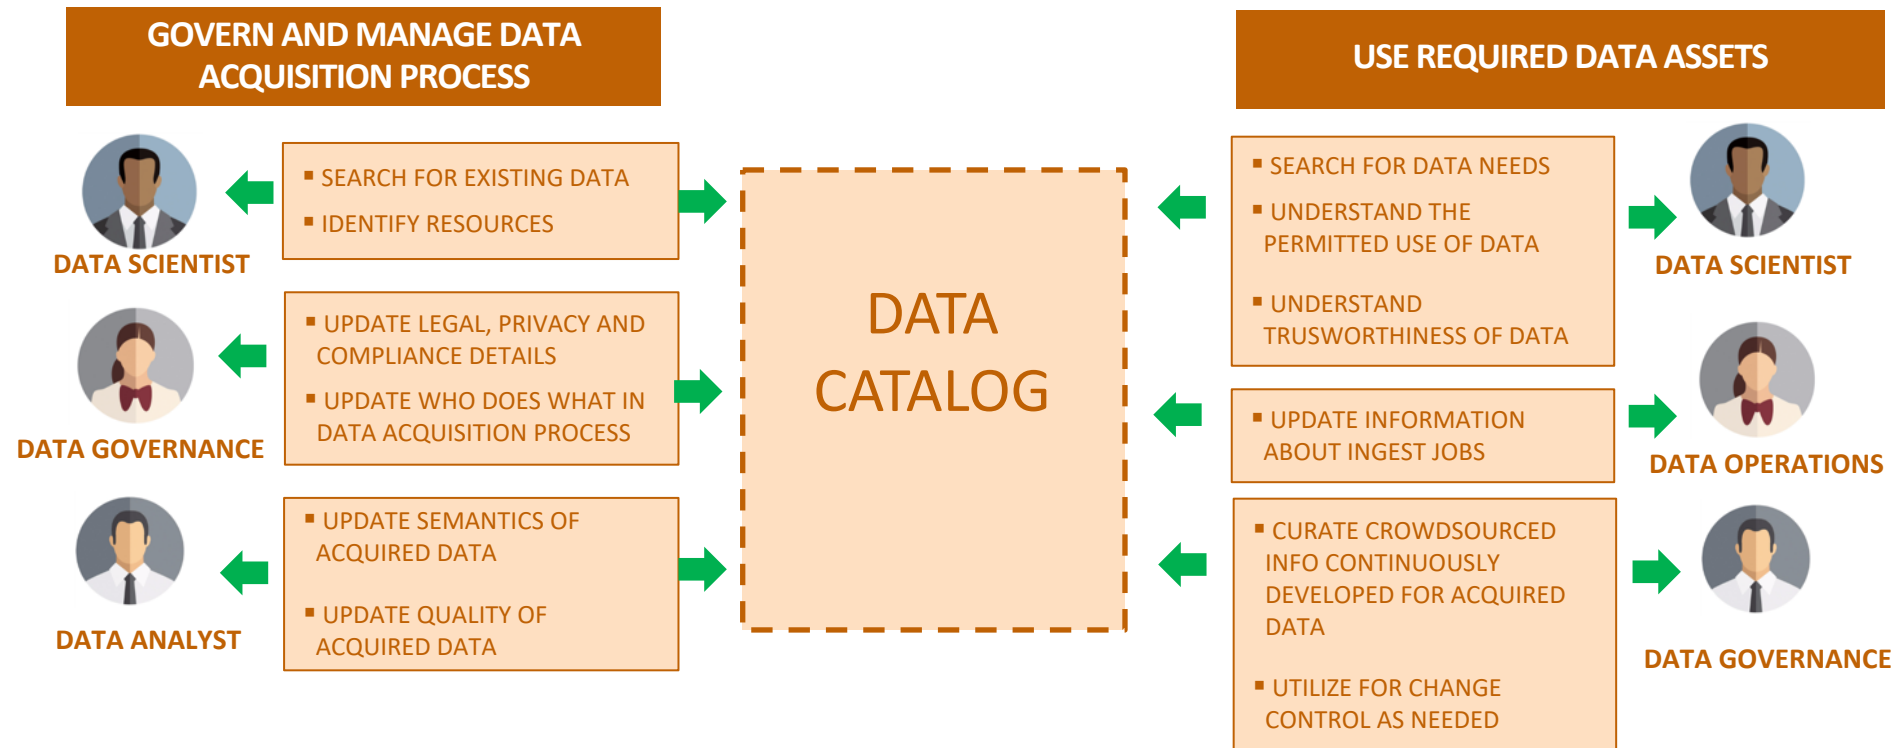 GOVERN AND MANAGE DATA
ACQUISITION PROCESS
▪ SEARCH FOR EXISTING DATA
▪ IDENTIFY RESOURCES
DATA SCIENTIST
▪ UPDATE LEGAL, PRIVACY AND
COMPLIANCE DETAILS
▪ UPDATE WHO DOES WHAT IN
DATA ACQUISITION PROCESS
DATA GOVERNANCE
▪ UPDATE SEMANTICS OF
ACQUIRED DATA
▪ UPDATE QUALITY OF
ACQUIRED DATA
DATA ANALYST
DATA
CATALOG
USE REQUIRED DATA ASSETS
▪ SEARCH FOR DATA NEEDS
▪ UNDERSTAND THE
PERMITTED USE OF DATA
▪ UNDERSTAND
TRUSWORTHINESS OF DATA
DATA SCIENTIST
▪ UPDATE INFORMATION
ABOUT INGEST JOBS
DATA OPERATIONS
▪ CURATE CROWDSOURCED
INFO CONTINUOUSLY
DEVELOPED FOR ACQUIRED
DATA
▪ UTILIZE FOR CHANGE
CONTROL AS NEEDED
DATA GOVERNANCE